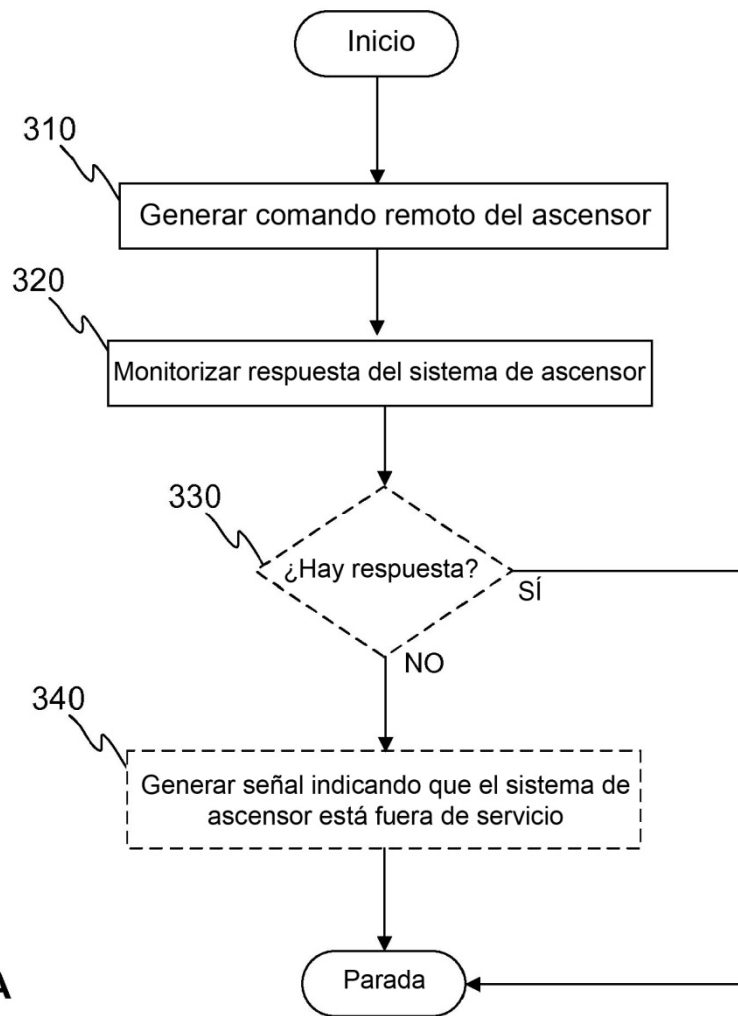 Inicio
310
Generar comando remoto del ascensor
320
Monitorizar respuesta del sistema de ascensor
330
¿Hay respuesta?
SÍ
NO
340
Generar señal indicando que el sistema de
ascensor está fuera de servicio
Parada
A